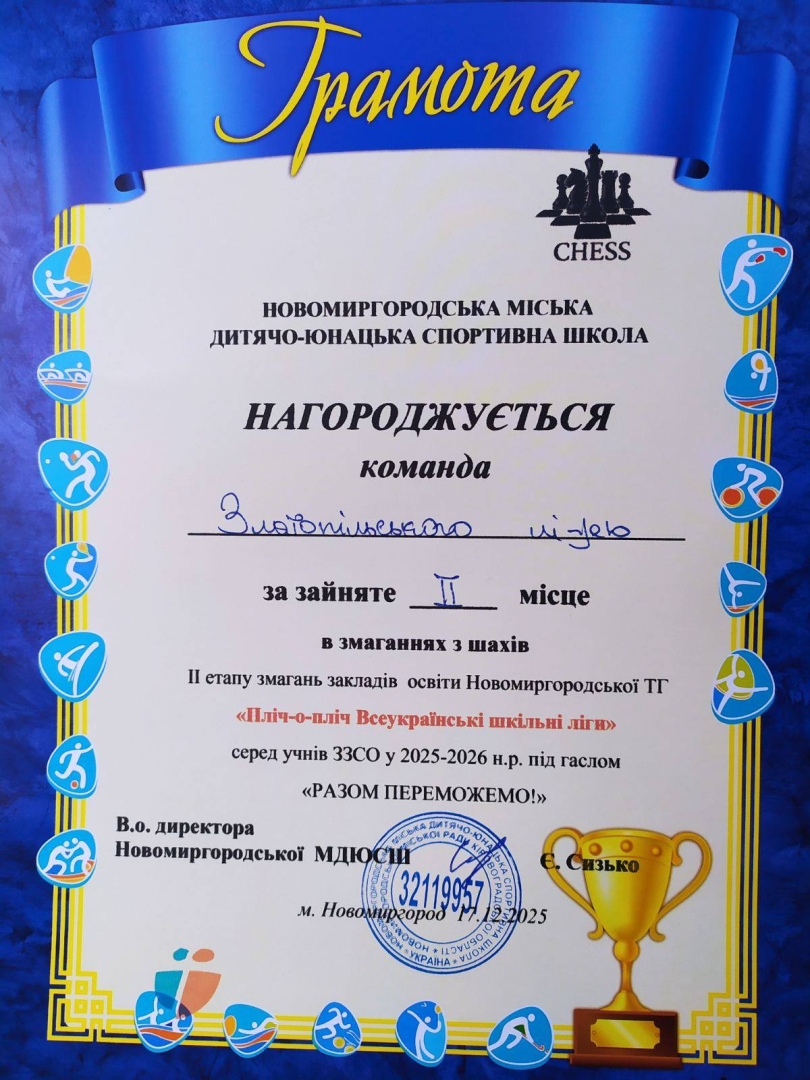 Грамота
CHESS
НОВОМИРГОРОДСЬКА МІСЬКА
ДИТЯЧО-ЮНАЦЬКА СПОРТИВНА ШКОЛА
НАГОРОДЖУЄТЬСЯ
команда
Златопільського ліцею
за зайняте II місце
в змаганнях з шахів
ІІ етапу змагань закладів освіти Новомиргородської ТГ
«Пліч-о-пліч Всеукраїнські шкільні ліги»
серед учнів ЗЗСО у 2025-2026 н.р. під гаслом
«РАЗОМ ПЕРЕМОЖЕМО!»
В.о. директора
Новомиргородської МДЮСШ Є. Сизько
32119957
м. Новомиргород 17.12.2025
УКРАЇНА